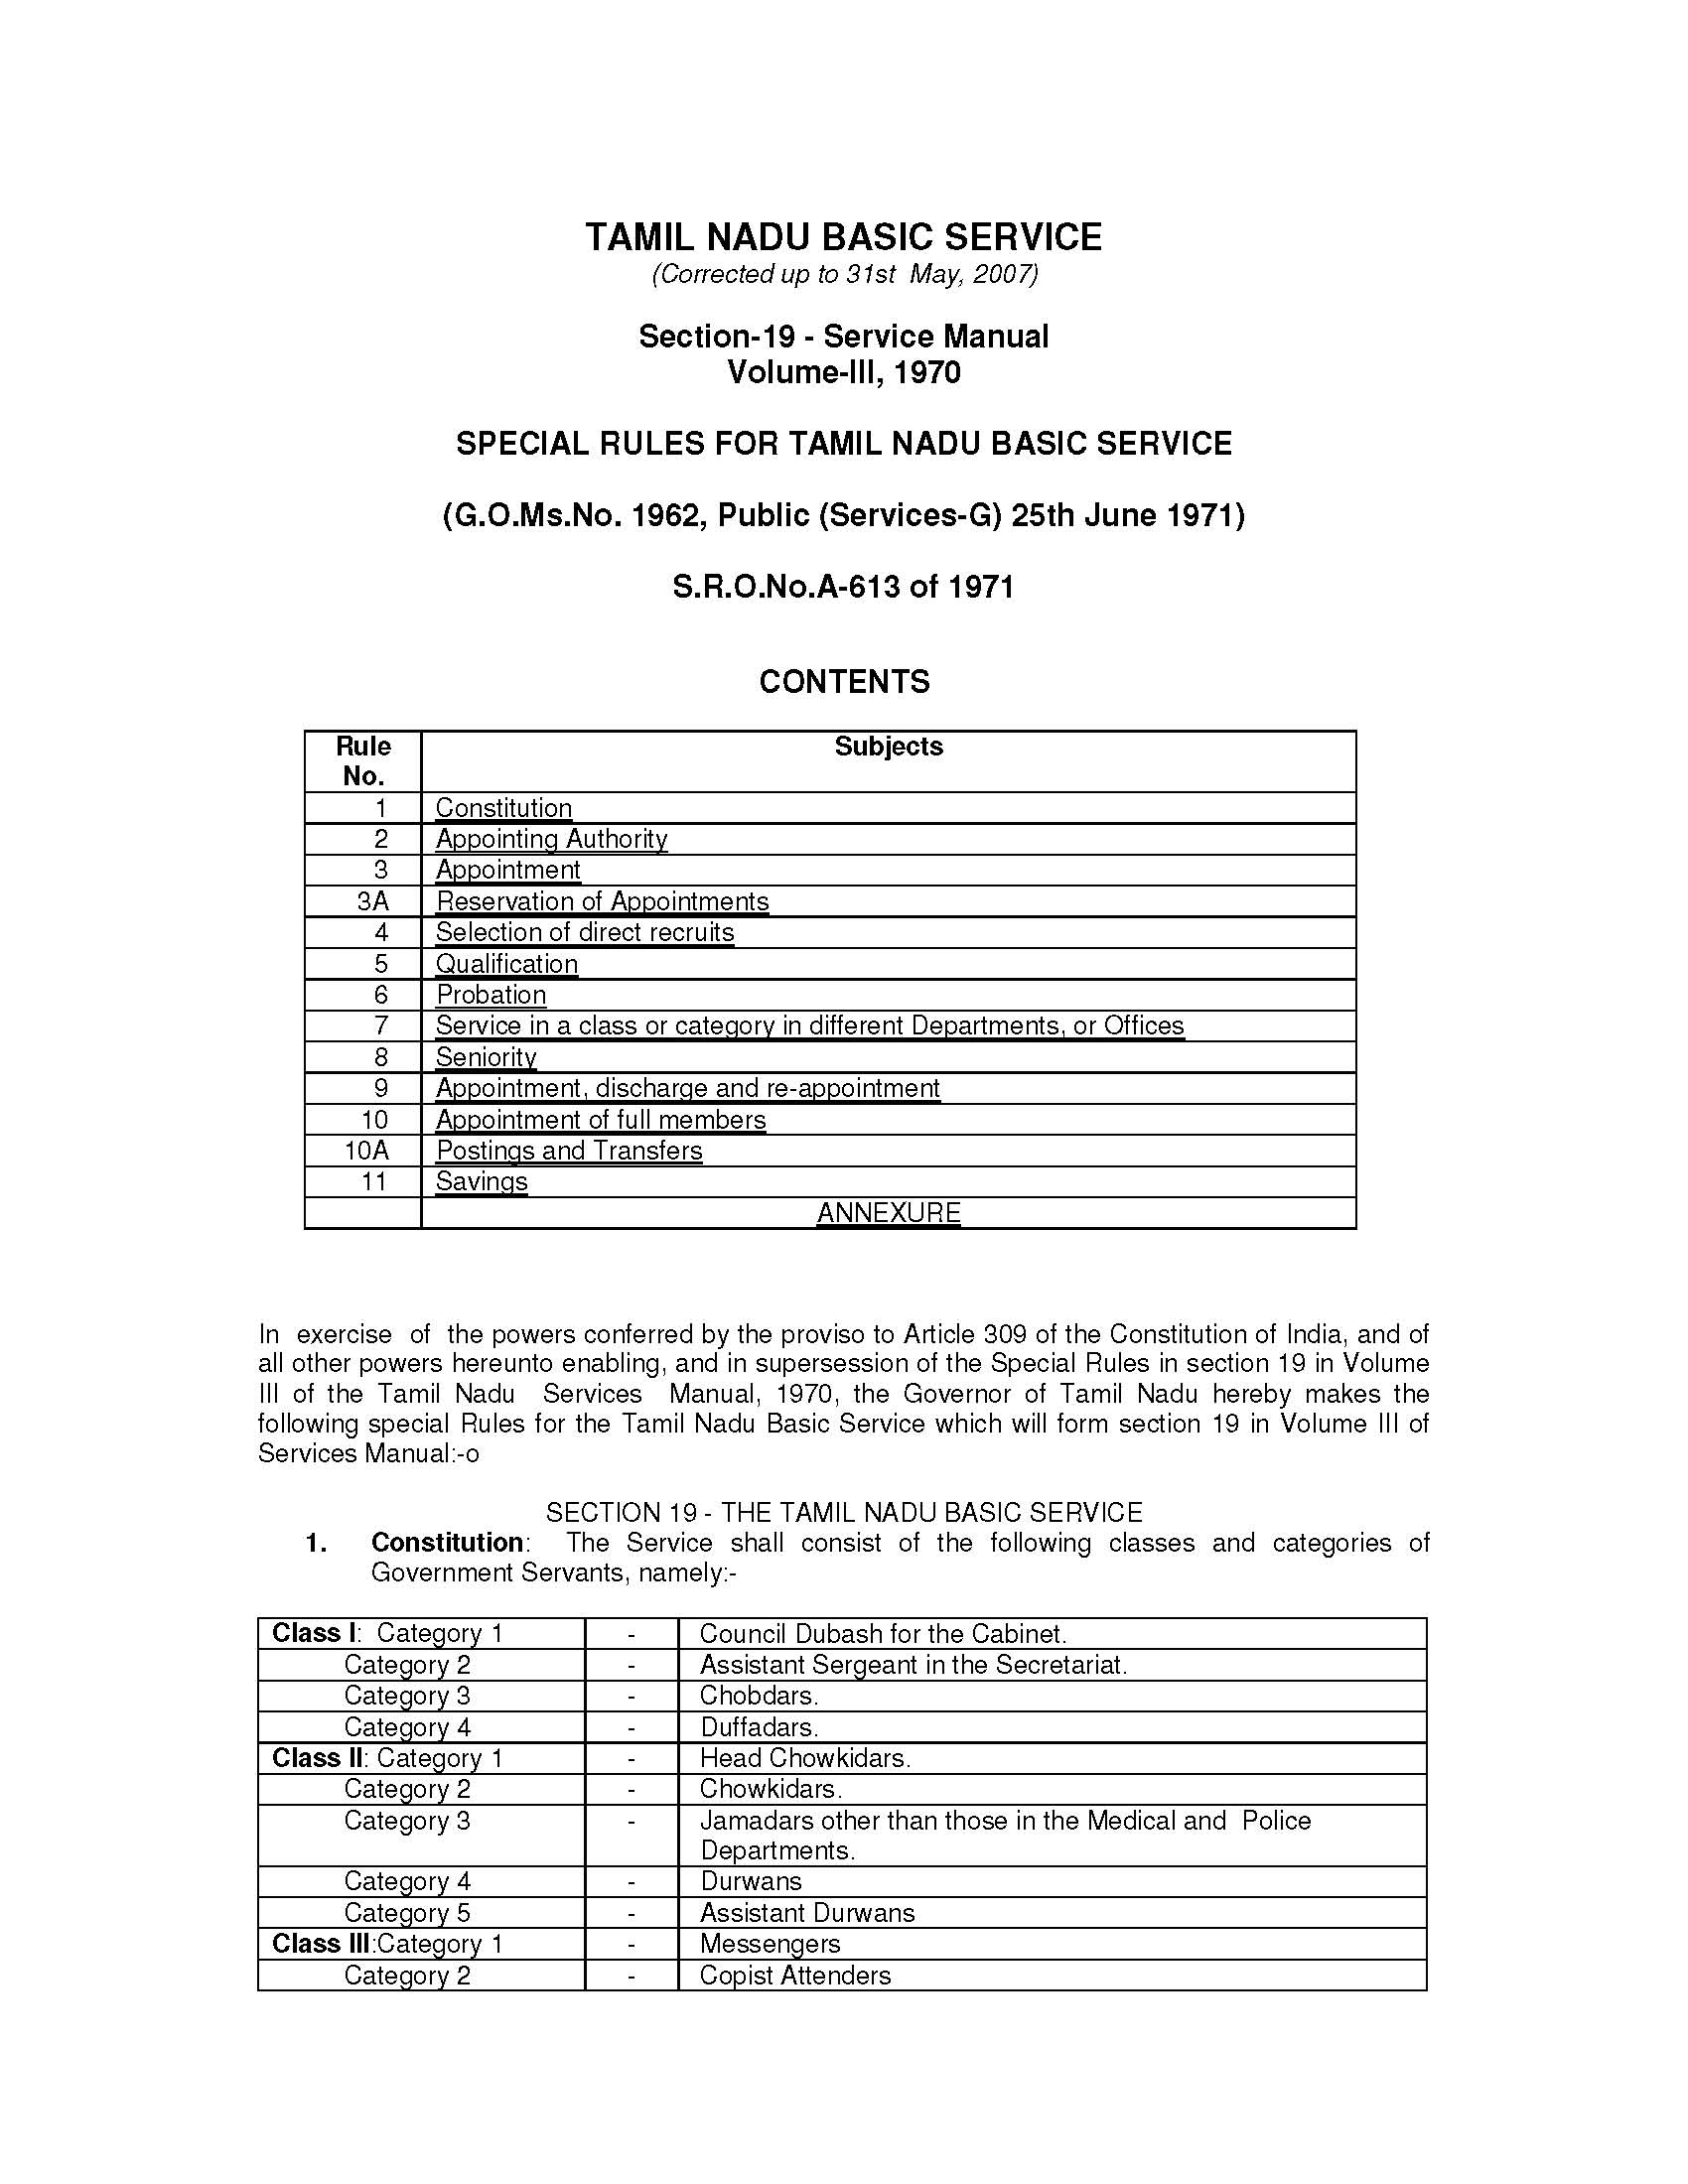 TAMIL NADU BASIC SERVICE
(Corrected up to 31st May, 2007)
Section-19 - Service Manual
Volume-III, 1970
SPECIAL RULES FOR TAMIL NADU BASIC SERVICE
(G.O.Ms.No. 1962, Public (Services-G) 25th June 1971)
S.R.O.No.A-613 of 1971
CONTENTS
Rule No. Subjects
1 Constitution
2 Appointing Authority
3 Appointment
3A Reservation of Appointments
4 Selection of direct recruits
5 Qualification
6 Probation
7 Service in a class or category in different Departments, or Offices
8 Seniority
9 Appointment, discharge and re-appointment
10 Appointment of full members
10A Postings and Transfers
11 Savings
ANNEXURE
In exercise of the powers conferred by the proviso to Article 309 of the Constitution of India, and of
all other powers hereunto enabling, and in supersession of the Special Rules in section 19 in Volume
III of the Tamil Nadu Services Manual, 1970, the Governor of Tamil Nadu hereby makes the
following special Rules for the Tamil Nadu Basic Service which will form section 19 in Volume III of
Services Manual:-o
SECTION 19 - THE TAMIL NADU BASIC SERVICE
1. Constitution: The Service shall consist of the following classes and categories of
Government Servants, namely:-
Class I: Category 1 - Council Dubash for the Cabinet.
Category 2 - Assistant Sergeant in the Secretariat.
Category 3 - Chobdars.
Category 4 - Duffadars.
Class II: Category 1 - Head Chowkidars.
Category 2 - Chowkidars.
Category 3 - Jamadars other than those in the Medical and Police
Departments.
Category 4 - Durwans
Category 5 - Assistant Durwans
Class III:Category 1 - Messengers
Category 2 - Copist Attenders